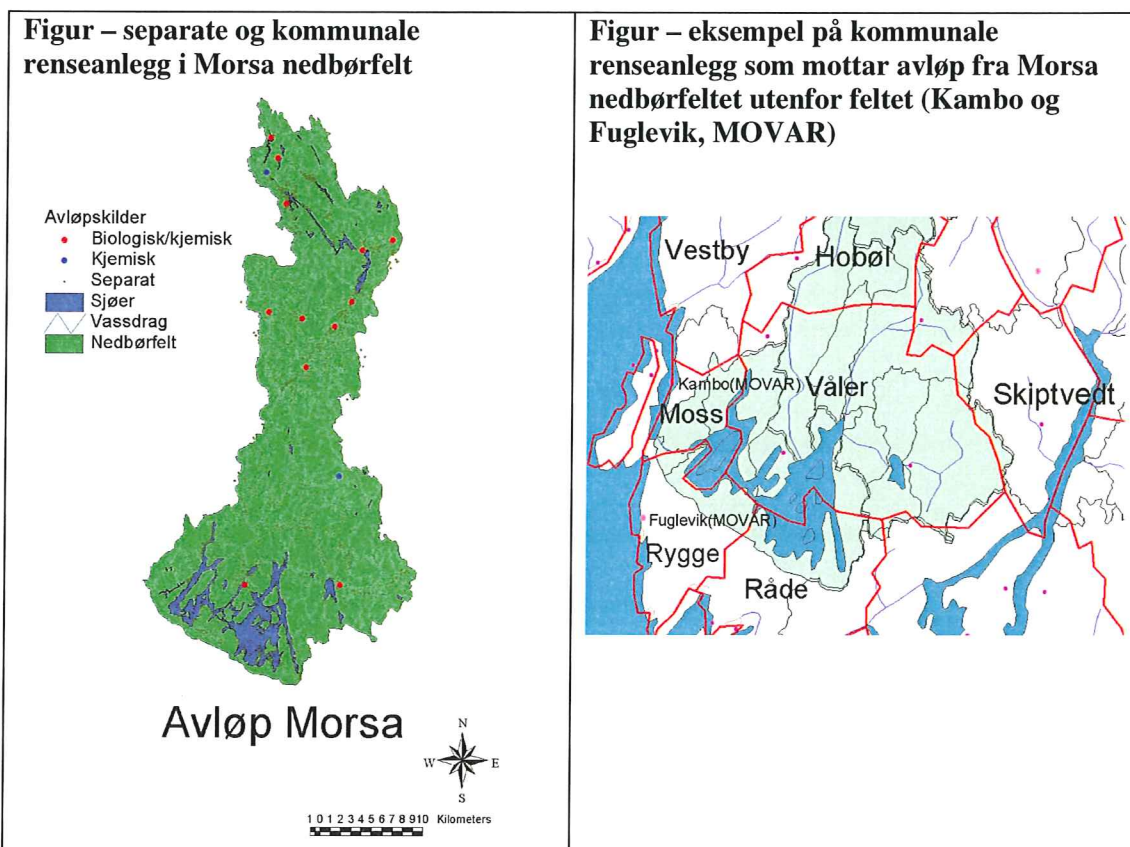 Figur – separate og kommunale
renseanlegg i Morsa nedbørfelt
Avløpskilder
Biologisk/kjemisk
Kjemisk
Separat
Sjøer
Vassdrag
Nedbørfelt
Avløp Morsa
N
W E
S
1 0 1 2 3 4 5 6 7 8 9 10 Kilometers
Figur – eksempel på kommunale
renseanlegg som mottar avløp fra Morsa
nedbørfeltet utenfor feltet (Kambo og
Fuglevik, MOVAR)
Vestby
Hobøl
Kambo(MOVAR)
Våler
Skiptvedt
Moss
Fuglevik(MOVAR)
Rygge
Råde